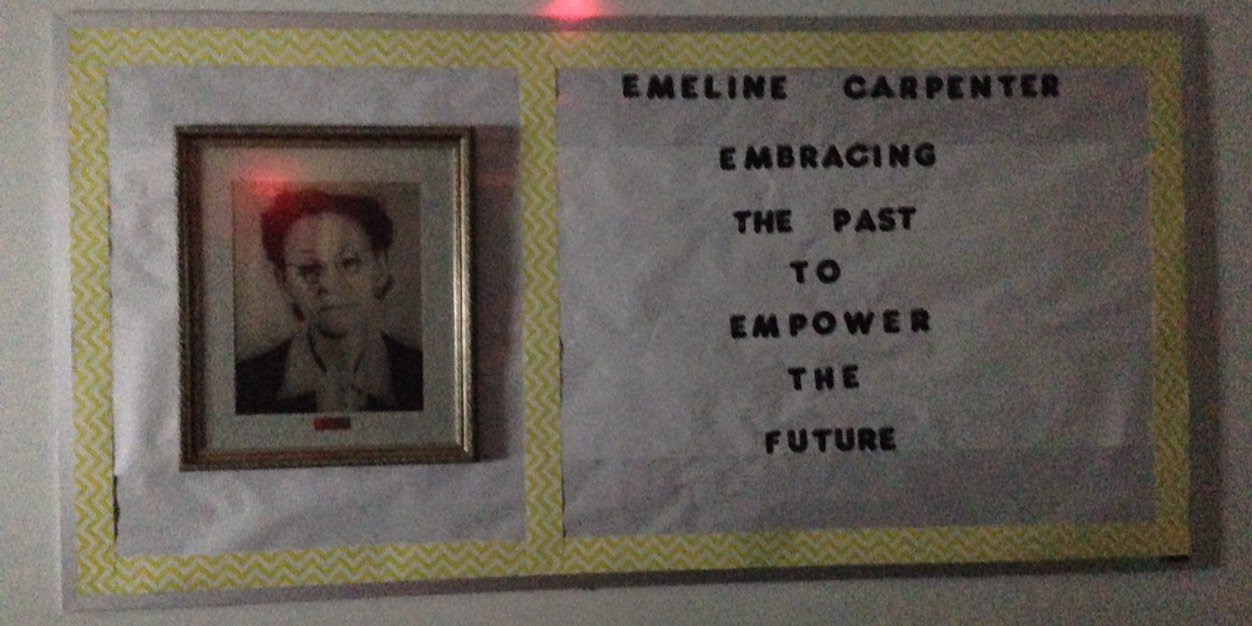 EMELINE CARPENTER
EMBRACING
THE PAST
TO
EMPOWER
THE
FUTURE